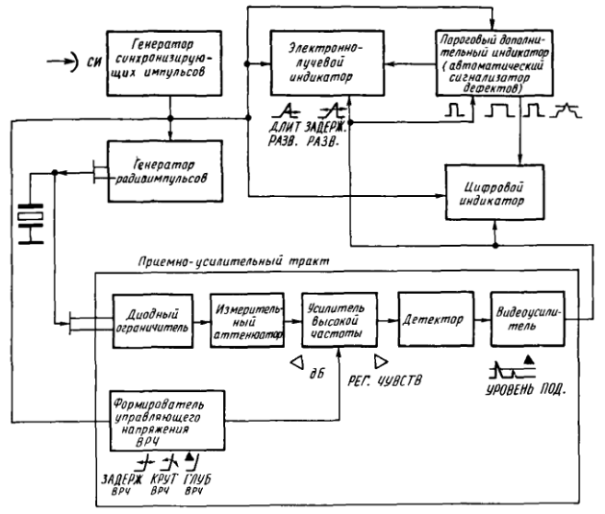 СИ
Генератор
синхронизирую-
щих импульсов
Электронно-
лучевой
индикатор
Пороговый дополни-
тельный индикатор
(автоматический
сигнализатор
дефектов)
ДЛИТ ЗАДЕРЖ.
РАЗВ. РАЗВ.
Генератор
радиоимпульсов
Цифровой
индикатор
Приемно-усилительный тракт
Диодный
ограничитель
Измеритель-
ный
аттенюатор
Усилитель
высокой
частоты
Детектор
Видеоусили-
тель
дБ
РЕГ. ЧУВСТВ
УРОВЕНЬ ПОД.
Формирователь
управляющего
напряжения
ВРЧ
ЗАДЕРЖ КРУТ ГЛУБ
ВРЧ ВРЧ ВРЧ